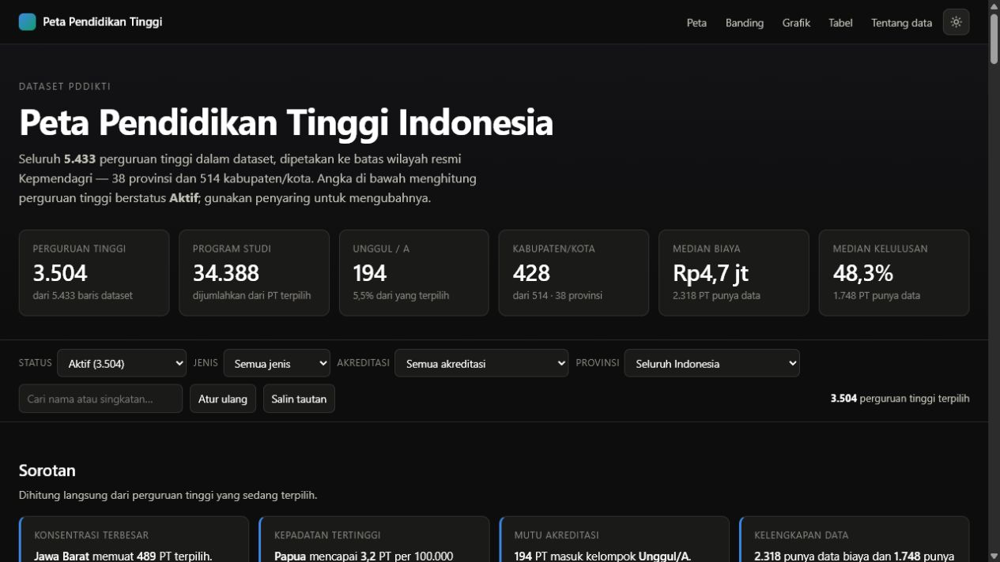 Peta Pendidikan Tinggi
Peta Banding Grafik Tabel Tentang data
DATASET PDDIKTI
Peta Pendidikan Tinggi Indonesia
Seluruh 5.433 perguruan tinggi dalam dataset, dipetakan ke batas wilayah resmi
Kepmendagri — 38 provinsi dan 514 kabupaten/kota. Angka di bawah menghitung
perguruan tinggi berstatus Aktif; gunakan penyaring untuk mengubahnya.
PERGURUAN TINGGI
3.504
dari 5.433 baris dataset
PROGRAM STUDI
34.388
dijumlahkan dari PT terpilih
UNGGUL / A
194
5,5% dari yang terpilih
KABUPATEN/KOTA
428
dari 514 · 38 provinsi
MEDIAN BIAYA
Rp4,7 jt
2.318 PT punya data
MEDIAN KELULUSAN
48,3%
1.748 PT punya data
STATUS Aktif (3.504) JENIS Semua jenis AKREDITASI Semua akreditasi PROVINSI Seluruh Indonesia
Cari nama atau singkatan... Atur ulang Salin tautan 3.504 perguruan tinggi terpilih
Sorotan
Dihitung langsung dari perguruan tinggi yang sedang terpilih.
KONSENTRASI TERBESAR
Jawa Barat memuat 489 PT terpilih.
KEPADATAN TERTINGGI
Papua mencapai 3,2 PT per 100.000
MUTU AKREDITASI
194 PT masuk kelompok Unggul/A.
KELENGKAPAN DATA
2.318 punya data biaya dan 1.748 punya